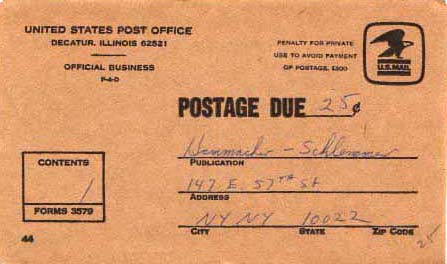 UNITED STATES POST OFFICE
DECATUR, ILLINOIS 62521
OFFICIAL BUSINESS
P-4-D
PENALTY FOR PRIVATE
USE TO AVOID PAYMENT
OF POSTAGE, $300
U.S. MAIL
POSTAGE DUE 25 ¢
Hammacher - Schlemmer
PUBLICATION
147 E. 57TH St
ADDRESS
NY NY 10022
CITY STATE ZIP CODE
CONTENTS
1
FORMS 3579
44
25